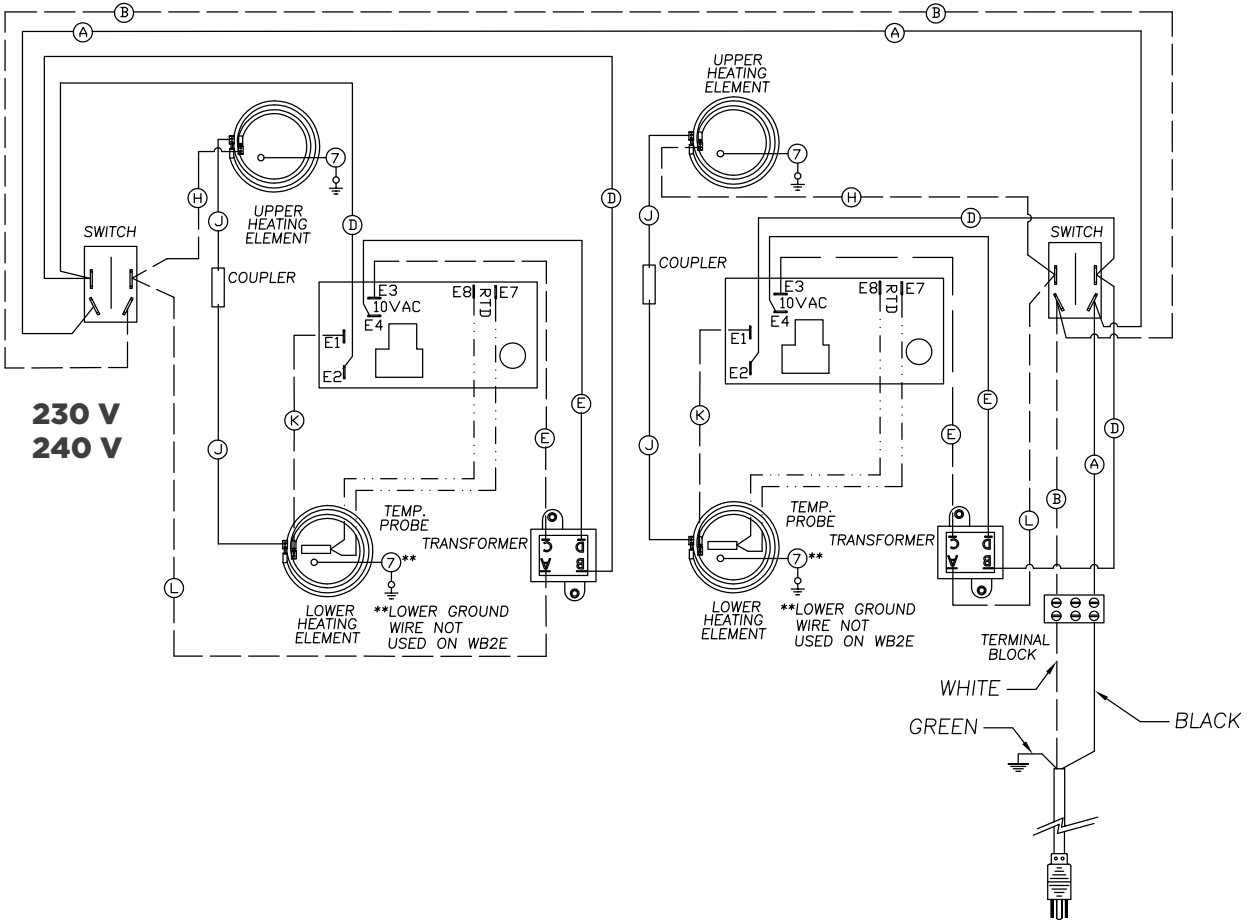 B
B
A
A
UPPER
HEATING
ELEMENT
7
7
H
H
D
D
D
J
J
UPPER
HEATING
ELEMENT
SWITCH
SWITCH
COUPLER
COUPLER
E3
10VAC
E4
E8
RTD
E7
E1
E2
E3
10VAC
E4
E8
RTD
E7
E1
E2
230 V
240 V
K
E
E
K
E
E
D
J
J
A
B
L
TEMP.
PROBE
TEMP.
PROBE
TRANSFORMER
C D
A B
TRANSFORMER
C D
A B
7**
7**
L
LOWER
HEATING
ELEMENT
**LOWER GROUND
WIRE NOT
USED ON WB2E
LOWER
HEATING
ELEMENT
**LOWER GROUND
WIRE NOT
USED ON WB2E
TERMINAL
BLOCK
WHITE
BLACK
GREEN